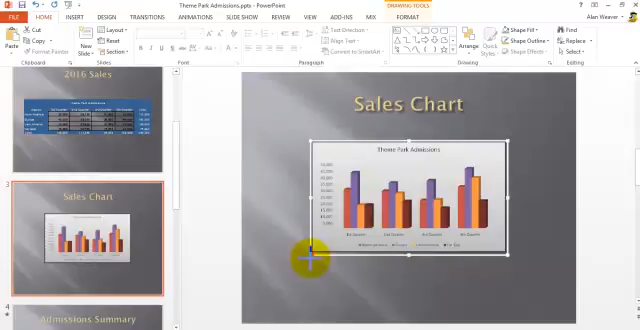 Theme Park Admissions.pptx - PowerPoint
DRAWING TOOLS
FILE HOME INSERT DESIGN TRANSITIONS ANIMATIONS SLIDE SHOW REVIEW VIEW ADD-INS MIX FORMAT
Alan Weaver
Cut
Copy
Format Painter
Paste
Clipboard
New Slide
Layout
Reset
Section
Slides
Font
Text Direction
Align Text
Convert to SmartArt
Paragraph
Arrange
Quick Styles
Shape Fill
Shape Outline
Shape Effects
Drawing
Find
Replace
Select
Editing
2016 Sales
Theme Park Admissions
3
Sales Chart
4
Admissions Summary
Sales Chart
Theme Park Admissions
1st Quarter 2nd Quarter 3rd Quarter 4th Quarter